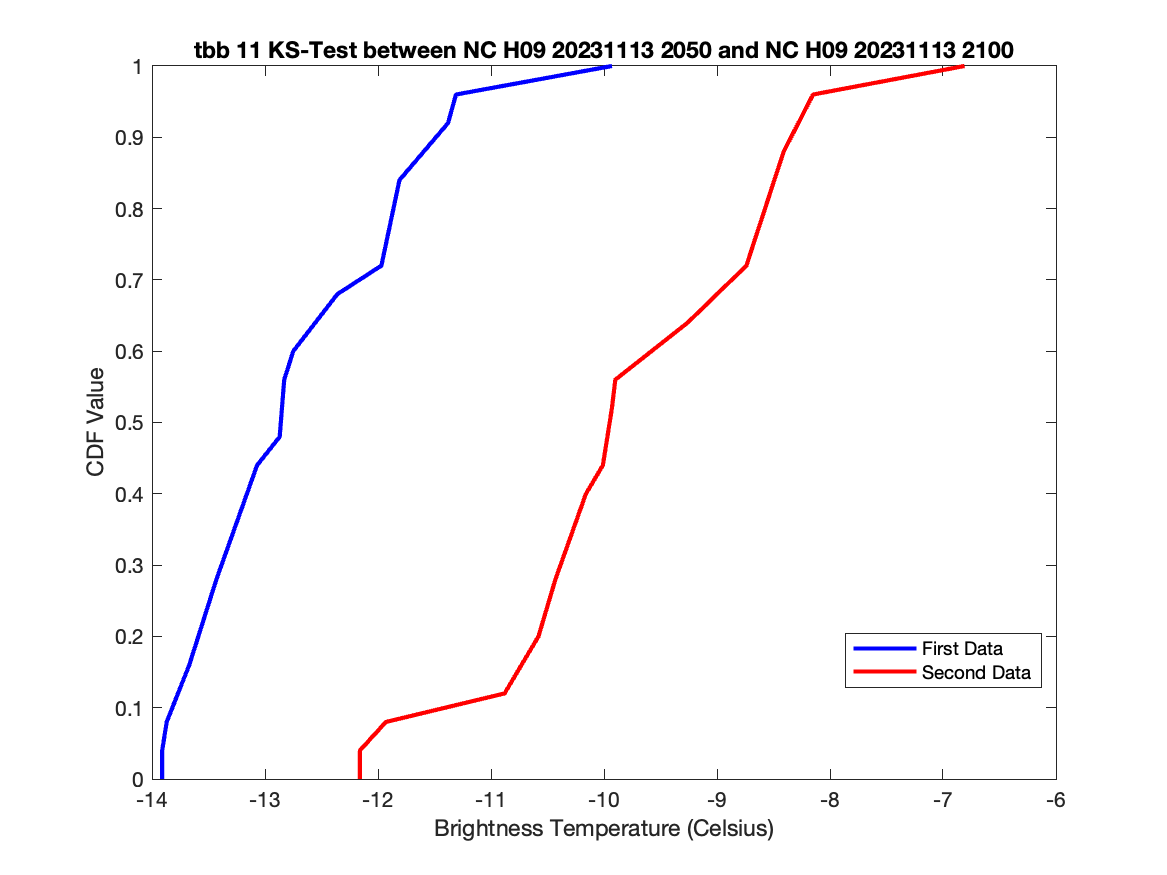 tbb 11 KS-Test between NC H09 20231113 2050 and NC H09 20231113 2100
1
0.9
0.8
0.7
0.6
0.5
0.4
0.3
0.2
0.1
0
CDF Value
First Data
Second Data
-14 -13 -12 -11 -10 -9 -8 -7 -6
Brightness Temperature (Celsius)